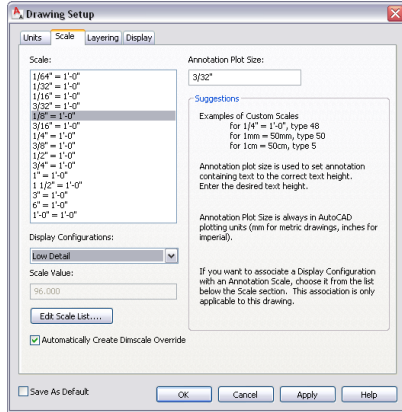 Drawing Setup
Units Scale Layering Display
Scale:
1/64" = 1'-0"
1/32" = 1'-0"
1/16" = 1'-0"
3/32" = 1'-0"
1/8" = 1'-0"
3/16" = 1'-0"
1/4" = 1'-0"
3/8" = 1'-0"
1/2" = 1'-0"
3/4" = 1'-0"
1" = 1'-0"
1 1/2" = 1'-0"
3" = 1'-0"
6" = 1'-0"
1'-0" = 1'-0"
Display Configurations:
Low Detail
Scale Value:
96.000
Edit Scale List....
Automatically Create Dimscale Override
Annotation Plot Size:
3/32"
Suggestions
Examples of Custom Scales
for 1/4" = 1'-0", type 48
for 1mm = 50mm, type 50
for 1cm = 50cm, type 5
Annotation plot size is used to set annotation
containing text to the correct text height.
Enter the desired text height.
Annotation Plot Size is always in AutoCAD
plotting units (mm for metric drawings, inches for
imperial).
If you want to associate a Display Configuration
with an Annotation Scale, choose it from the list
below the Scale section. This association is only
applicable to this drawing.
Save As Default
OK Cancel Apply Help